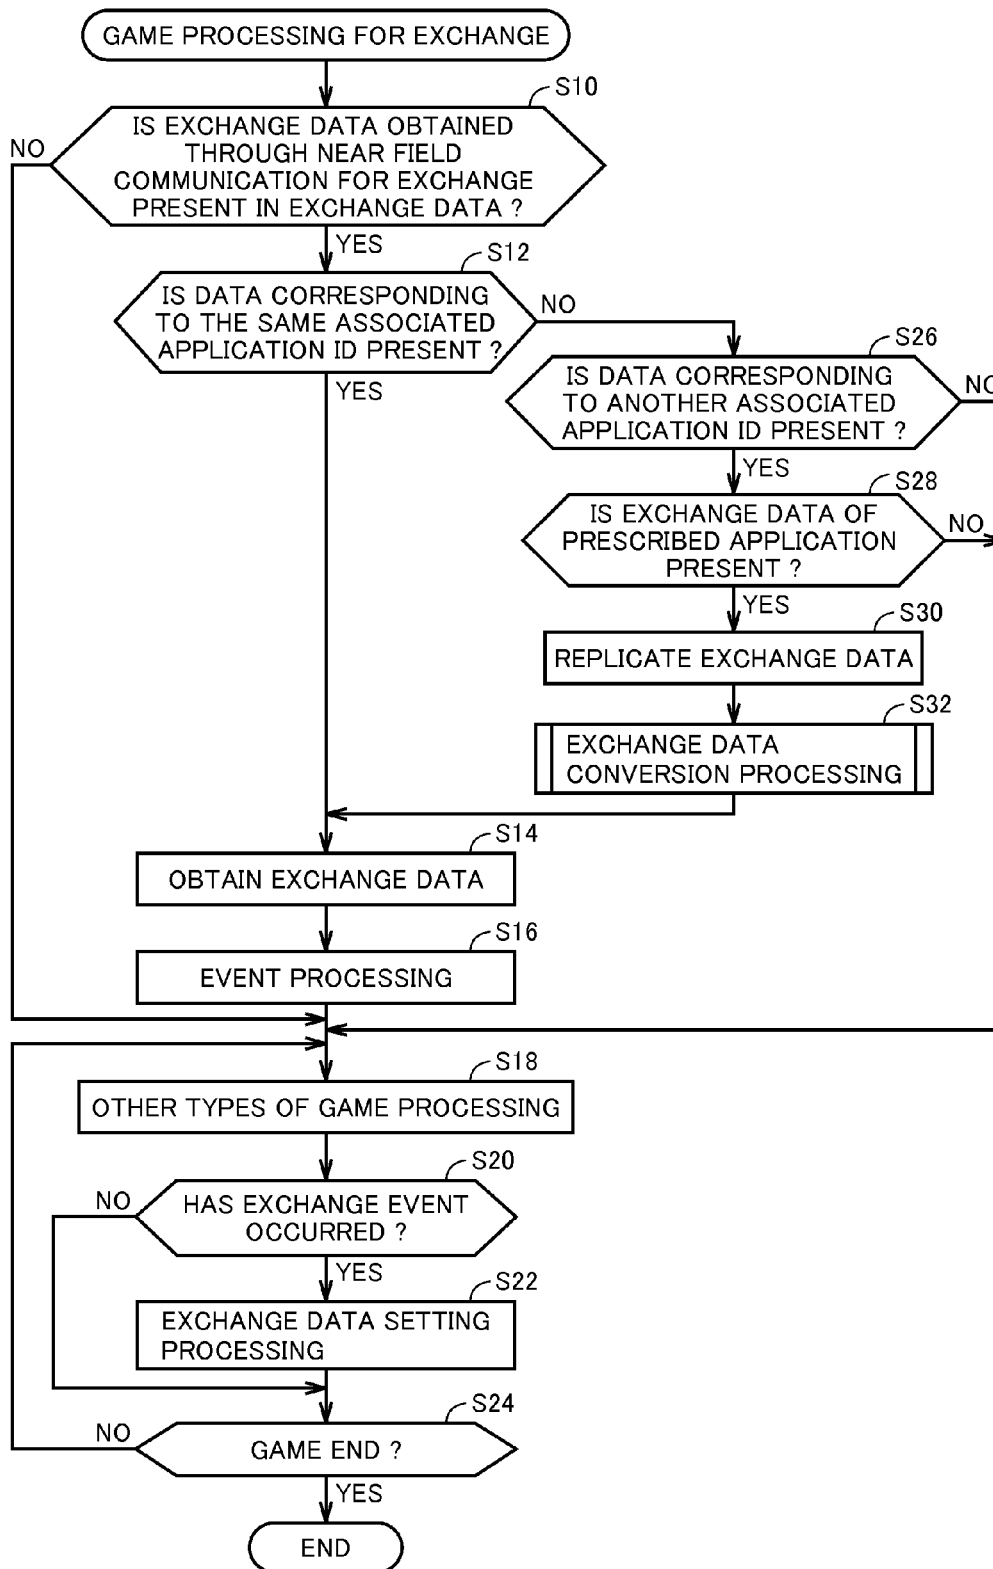 GAME PROCESSING FOR EXCHANGE
S10
IS EXCHANGE DATA OBTAINED
THROUGH NEAR FIELD
COMMUNICATION FOR EXCHANGE
PRESENT IN EXCHANGE DATA ?
NO
YES
S12
IS DATA CORRESPONDING
TO THE SAME ASSOCIATED
APPLICATION ID PRESENT ?
NO
YES
S26
IS DATA CORRESPONDING
TO ANOTHER ASSOCIATED
APPLICATION ID PRESENT ?
NO
YES
S28
IS EXCHANGE DATA OF
PRESCRIBED APPLICATION
PRESENT ?
NO
YES
S30
REPLICATE EXCHANGE DATA
S32
EXCHANGE DATA
CONVERSION PROCESSING
S14
OBTAIN EXCHANGE DATA
S16
EVENT PROCESSING
S18
OTHER TYPES OF GAME PROCESSING
S20
HAS EXCHANGE EVENT
OCCURRED ?
NO
YES
S22
EXCHANGE DATA SETTING
PROCESSING
S24
GAME END ?
NO
YES
END